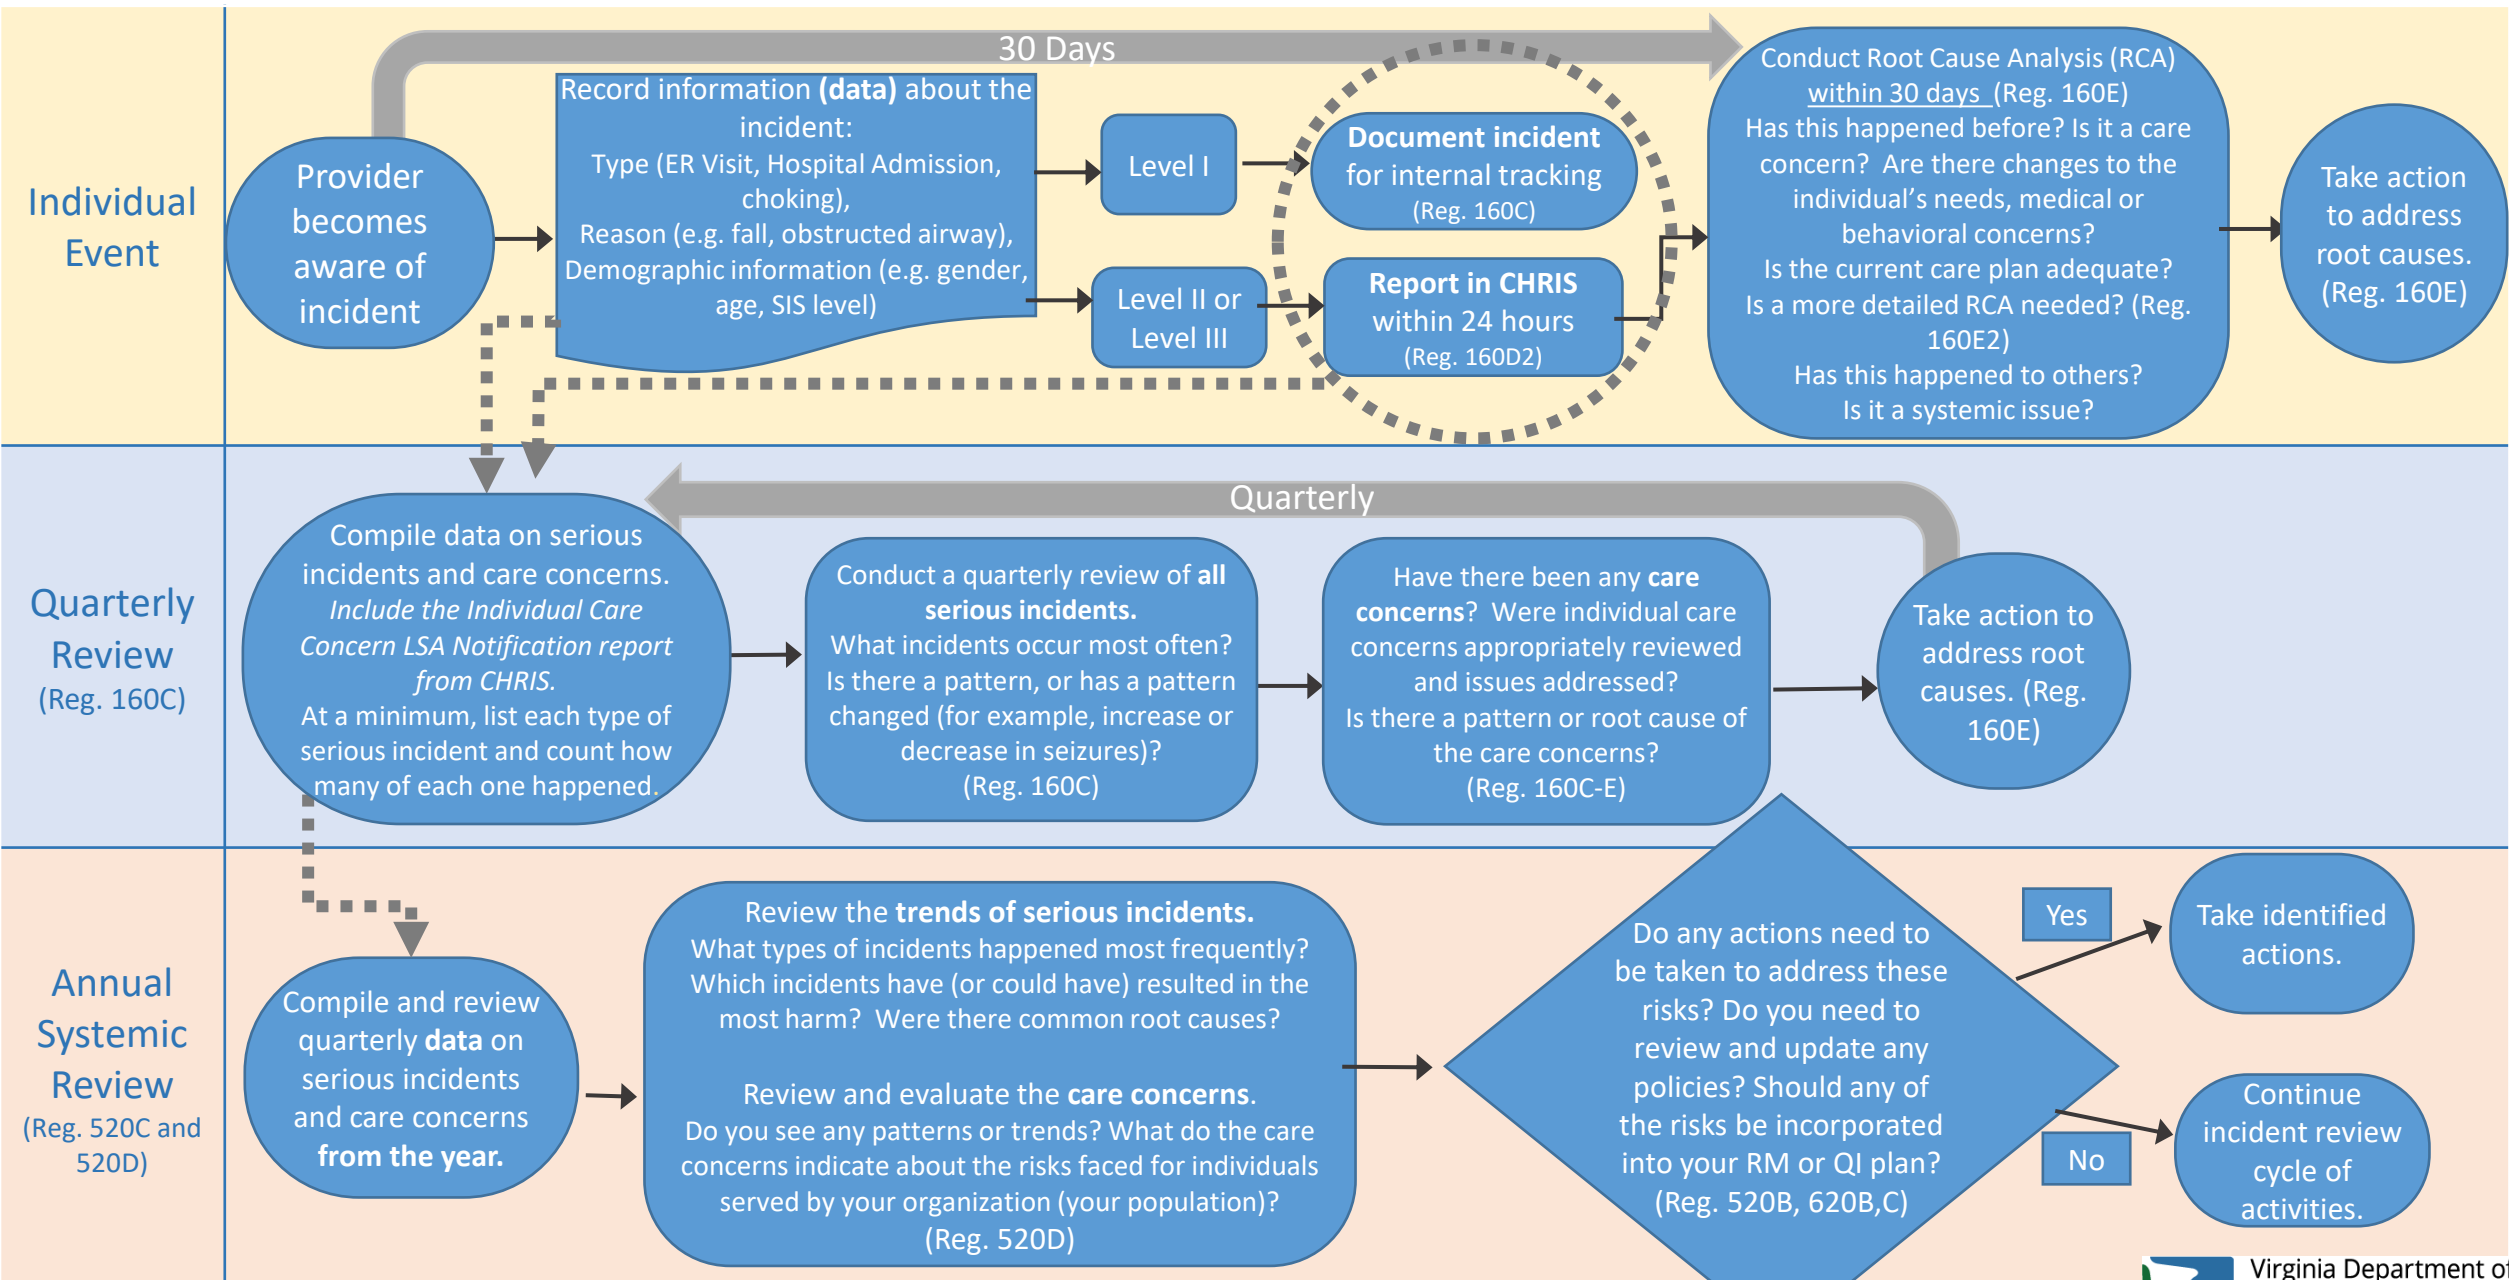 Individual
Event
30 Days
Provider
becomes
aware of
incident
Record information (data) about the
incident:
Type (ER Visit, Hospital Admission,
choking),
Reason (e.g. fall, obstructed airway),
Demographic information (e.g. gender,
age, SIS level)
Level I
Level II or
Level III
Document incident
for internal tracking
(Reg. 160C)
Report in CHRIS
within 24 hours
(Reg. 160D2)
Conduct Root Cause Analysis (RCA)
within 30 days (Reg. 160E)
Has this happened before? Is it a care
concern? Are there changes to the
individual's needs, medical or
behavioral concerns?
Is the current care plan adequate?
Is a more detailed RCA needed? (Reg.
160E2)
Has this happened to others?
Is it a systemic issue?
Take action
to address
root causes.
(Reg. 160E)
Quarterly
Review
(Reg. 160C)
Quarterly
Compile data on serious
incidents and care concerns.
Include the Individual Care
Concern LSA Notification report
from CHRIS.
At a minimum, list each type of
serious incident and count how
many of each one happened.
Conduct a quarterly review of all
serious incidents.
What incidents occur most often?
Is there a pattern, or has a pattern
changed (for example, increase or
decrease in seizures)?
(Reg. 160C)
Have there been any care
concerns? Were individual care
concerns appropriately reviewed
and issues addressed?
Is there a pattern or root cause of
the care concerns?
(Reg. 160C-E)
Take action to
address root
causes. (Reg.
160E)
Annual
Systemic
Review
(Reg. 520C and
520D)
Compile and review
quarterly data on
serious incidents
and care concerns
from the year.
Review the trends of serious incidents.
What types of incidents happened most frequently?
Which incidents have (or could have) resulted in the
most harm? Were there common root causes?
Review and evaluate the care concerns.
Do you see any patterns or trends? What do the care
concerns indicate about the risks faced for individuals
served by your organization (your population)?
(Reg. 520D)
Do any actions need to
be taken to address these
risks? Do you need to
review and update any
policies? Should any of
the risks be incorporated
into your RM or QI plan?
(Reg. 520B, 620B,C)
Yes
Take identified
actions.
No
Continue
incident review
cycle of
activities.
Virginia Department of